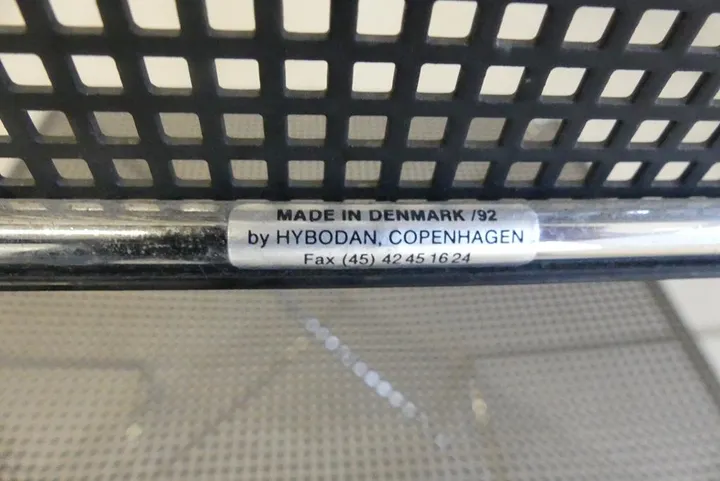 MADE IN DENMARK /92
by HYBODAN, COPENHAGEN
Fax (45) 42 45 16 24